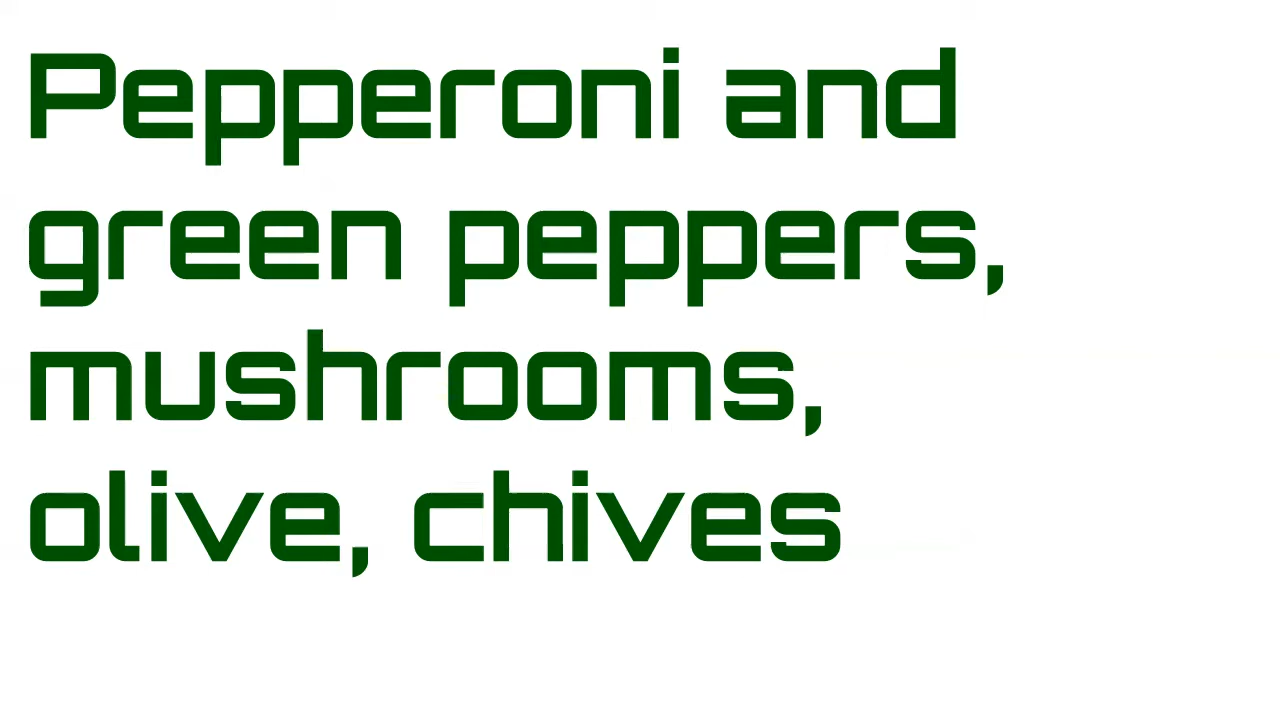 Pepperoni and
green peppers,
mushrooms,
olive, chives